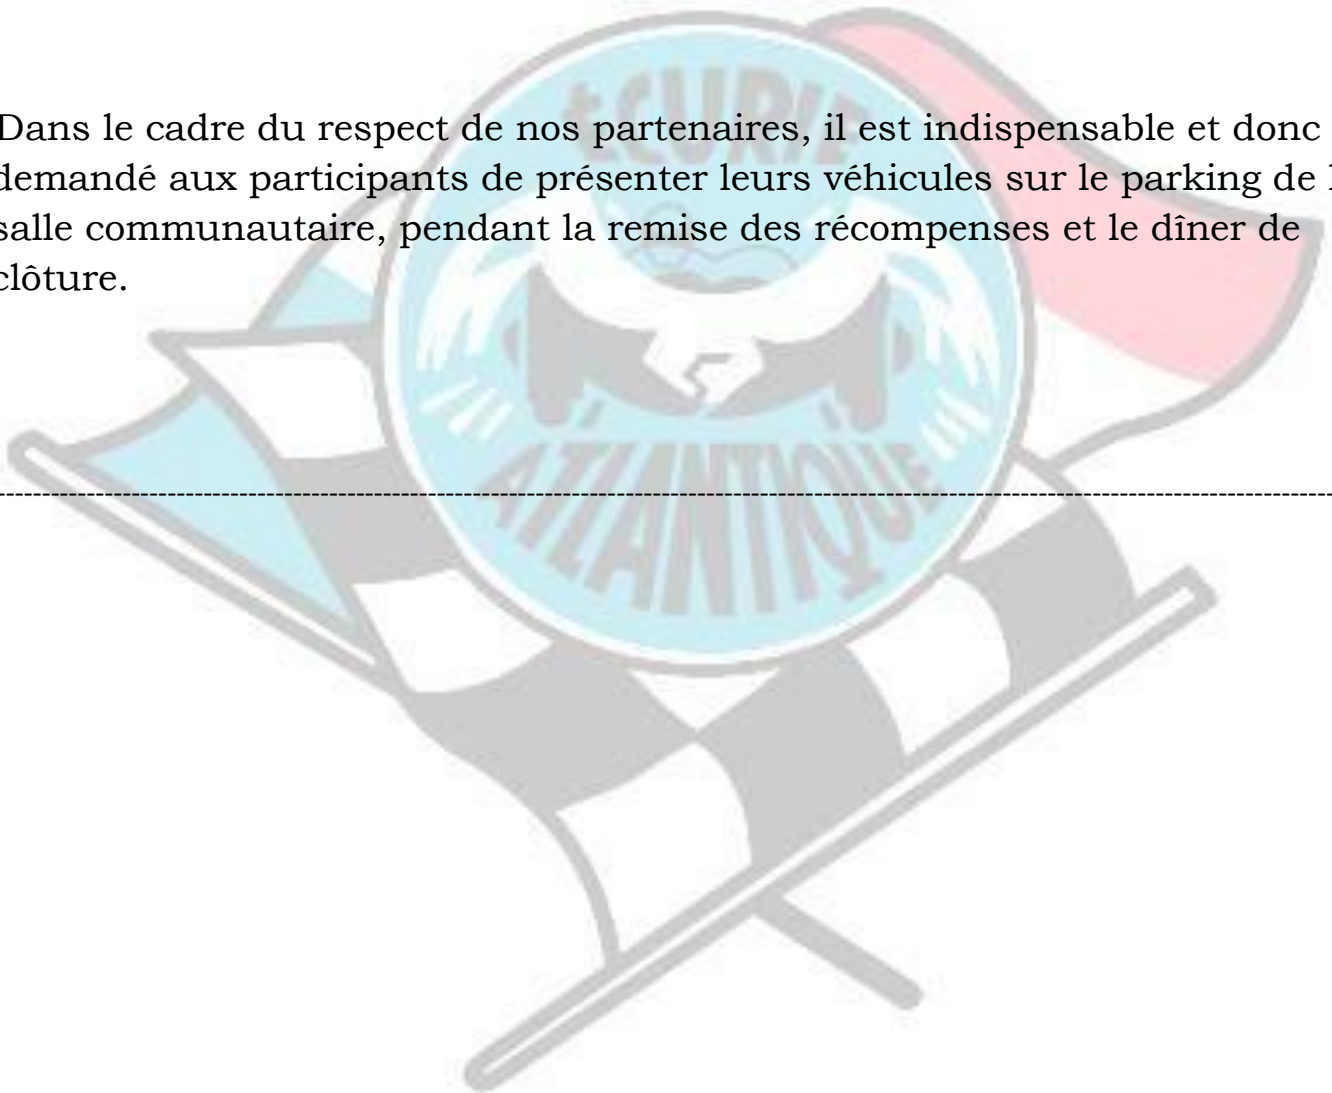 Dans le cadre du respect de nos partenaires, il est indispensable et donc
demandé aux participants de présenter leurs véhicules sur le parking de l
salle communautaire, pendant la remise des récompenses et le dîner de
clôture.
ÉCURIE
ATLANTIQUE